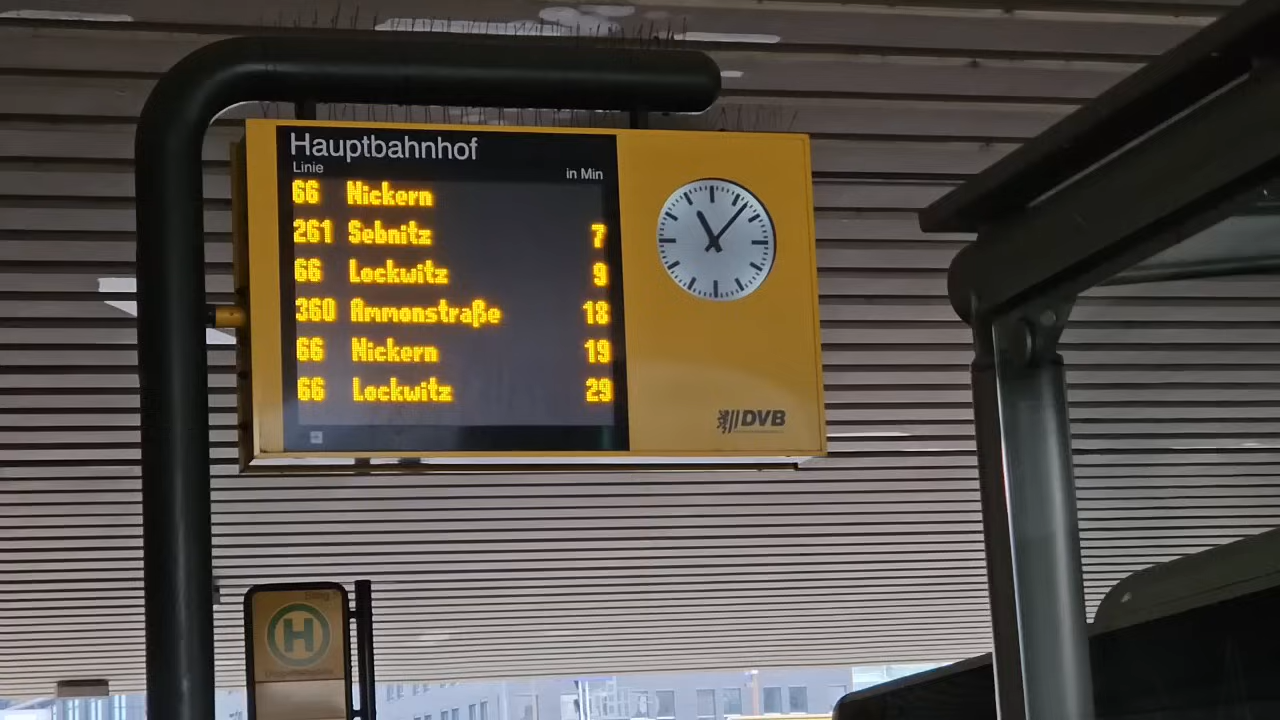 Hauptbahnhof
Linie in Min
66 Nickern
261 Sebnitz 7
66 Lockwitz 9
360 Ammonstraße 18
66 Nickern 19
66 Lockwitz 29
DVB
H